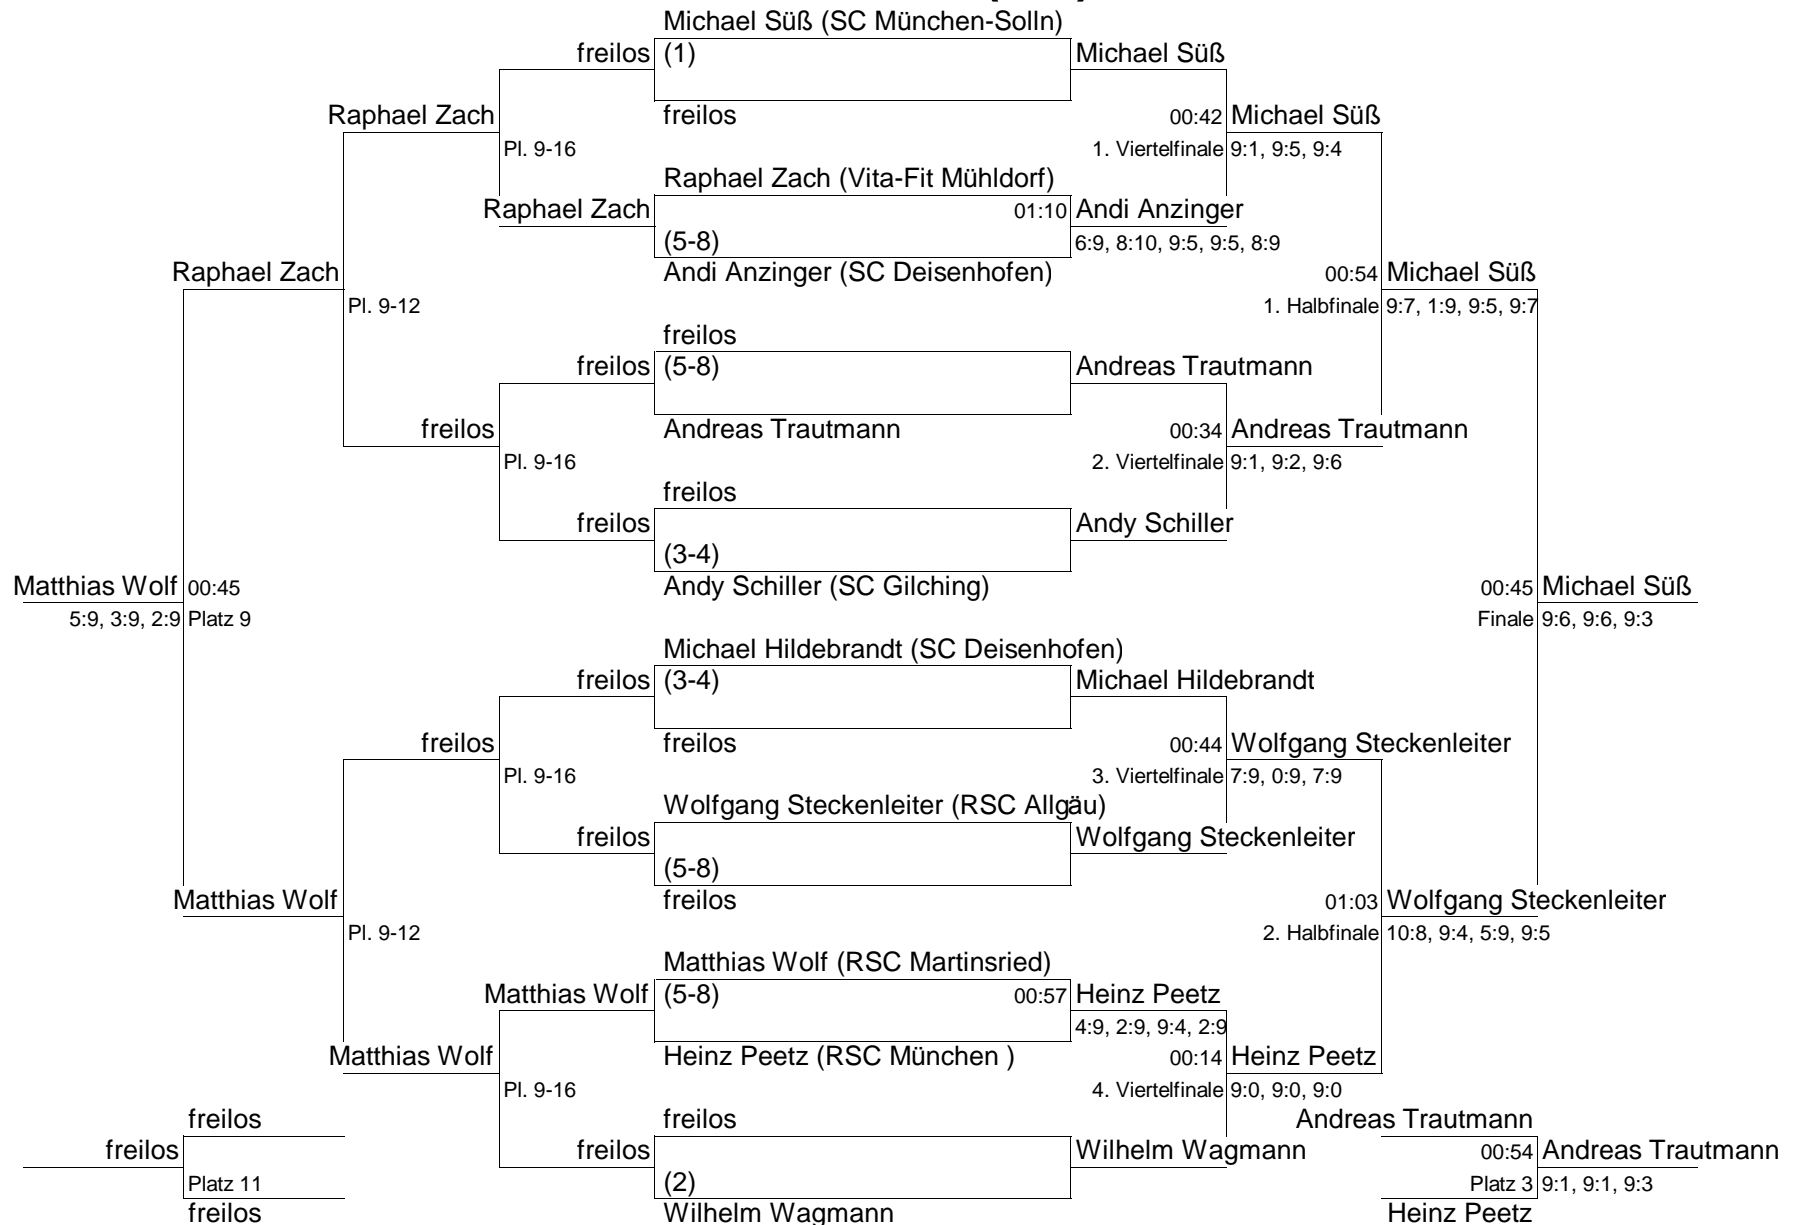 Michael Süß (SC München-Solln)
freilos (1) Michael Süß
Raphael Zach freilos 00:42 Michael Süß
Pl. 9-16 1. Viertelfinale 9:1, 9:5, 9:4
Raphael Zach (Vita-Fit Mühldorf)
Raphael Zach 01:10 Andi Anzinger
(5-8) 6:9, 8:10, 9:5, 9:5, 8:9
Raphael Zach Andi Anzinger (SC Deisenhofen) 00:54 Michael Süß
Pl. 9-12 1. Halbfinale 9:7, 1:9, 9:5, 9:7
freilos
freilos (5-8) Andreas Trautmann
freilos Andreas Trautmann 00:34 Andreas Trautmann
Pl. 9-16 2. Viertelfinale 9:1, 9:2, 9:6
freilos
freilos Andy Schiller
(3-4)
Matthias Wolf 00:45 Andy Schiller (SC Gilching) 00:45 Michael Süß
5:9, 3:9, 2:9 Platz 9 Finale 9:6, 9:6, 9:3
Michael Hildebrandt (SC Deisenhofen)
freilos (3-4) Michael Hildebrandt
freilos freilos 00:44 Wolfgang Steckenleiter
Pl. 9-16 3. Viertelfinale 7:9, 0:9, 7:9
Wolfgang Steckenleiter (RSC Allgäu)
freilos Wolfgang Steckenleiter
(5-8)
Matthias Wolf freilos 01:03 Wolfgang Steckenleiter
Pl. 9-12 2. Halbfinale 10:8, 9:4, 5:9, 9:5
Matthias Wolf (RSC Martinsried)
Matthias Wolf (5-8) 00:57 Heinz Peetz
4:9, 2:9, 9:4, 2:9
Matthias Wolf Heinz Peetz (RSC München ) 00:14 Heinz Peetz
Pl. 9-16 4. Viertelfinale 9:0, 9:0, 9:0
freilos freilos Andreas Trautmann
freilos freilos Wilhelm Wagmann 00:54 Andreas Trautmann
Platz 11 (2) Platz 3 9:1, 9:1, 9:3
freilos Wilhelm Wagmann Heinz Peetz